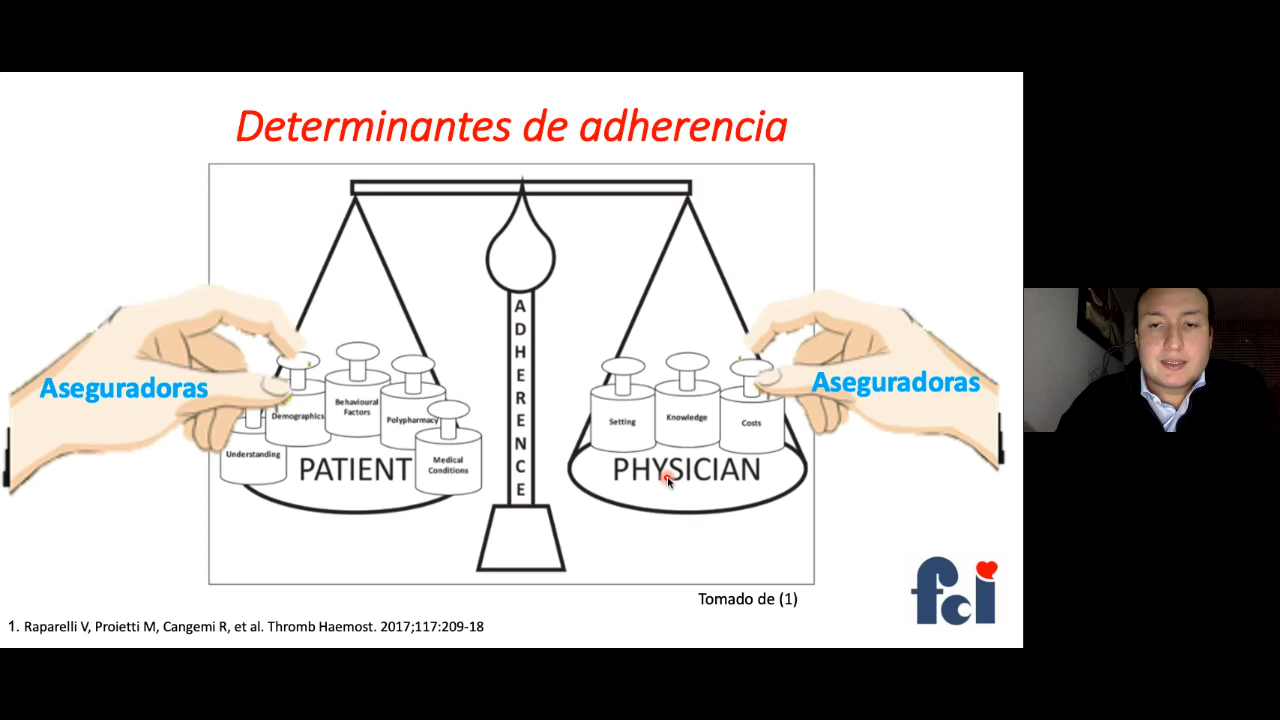 Determinantes de adherencia
A
D
H
E
R
E
N
C
E
Aseguradoras
Aseguradoras
Demographics
Behavioural
Factors
Polypharmacy
Understanding
Medical
Conditions
PATIENT
Setting
Knowledge
Costs
PHYSICIAN
fci
Tomado de (1)
1. Raparelli V, Proietti M, Cangemi R, et al. Thromb Haemost. 2017;117:209-18